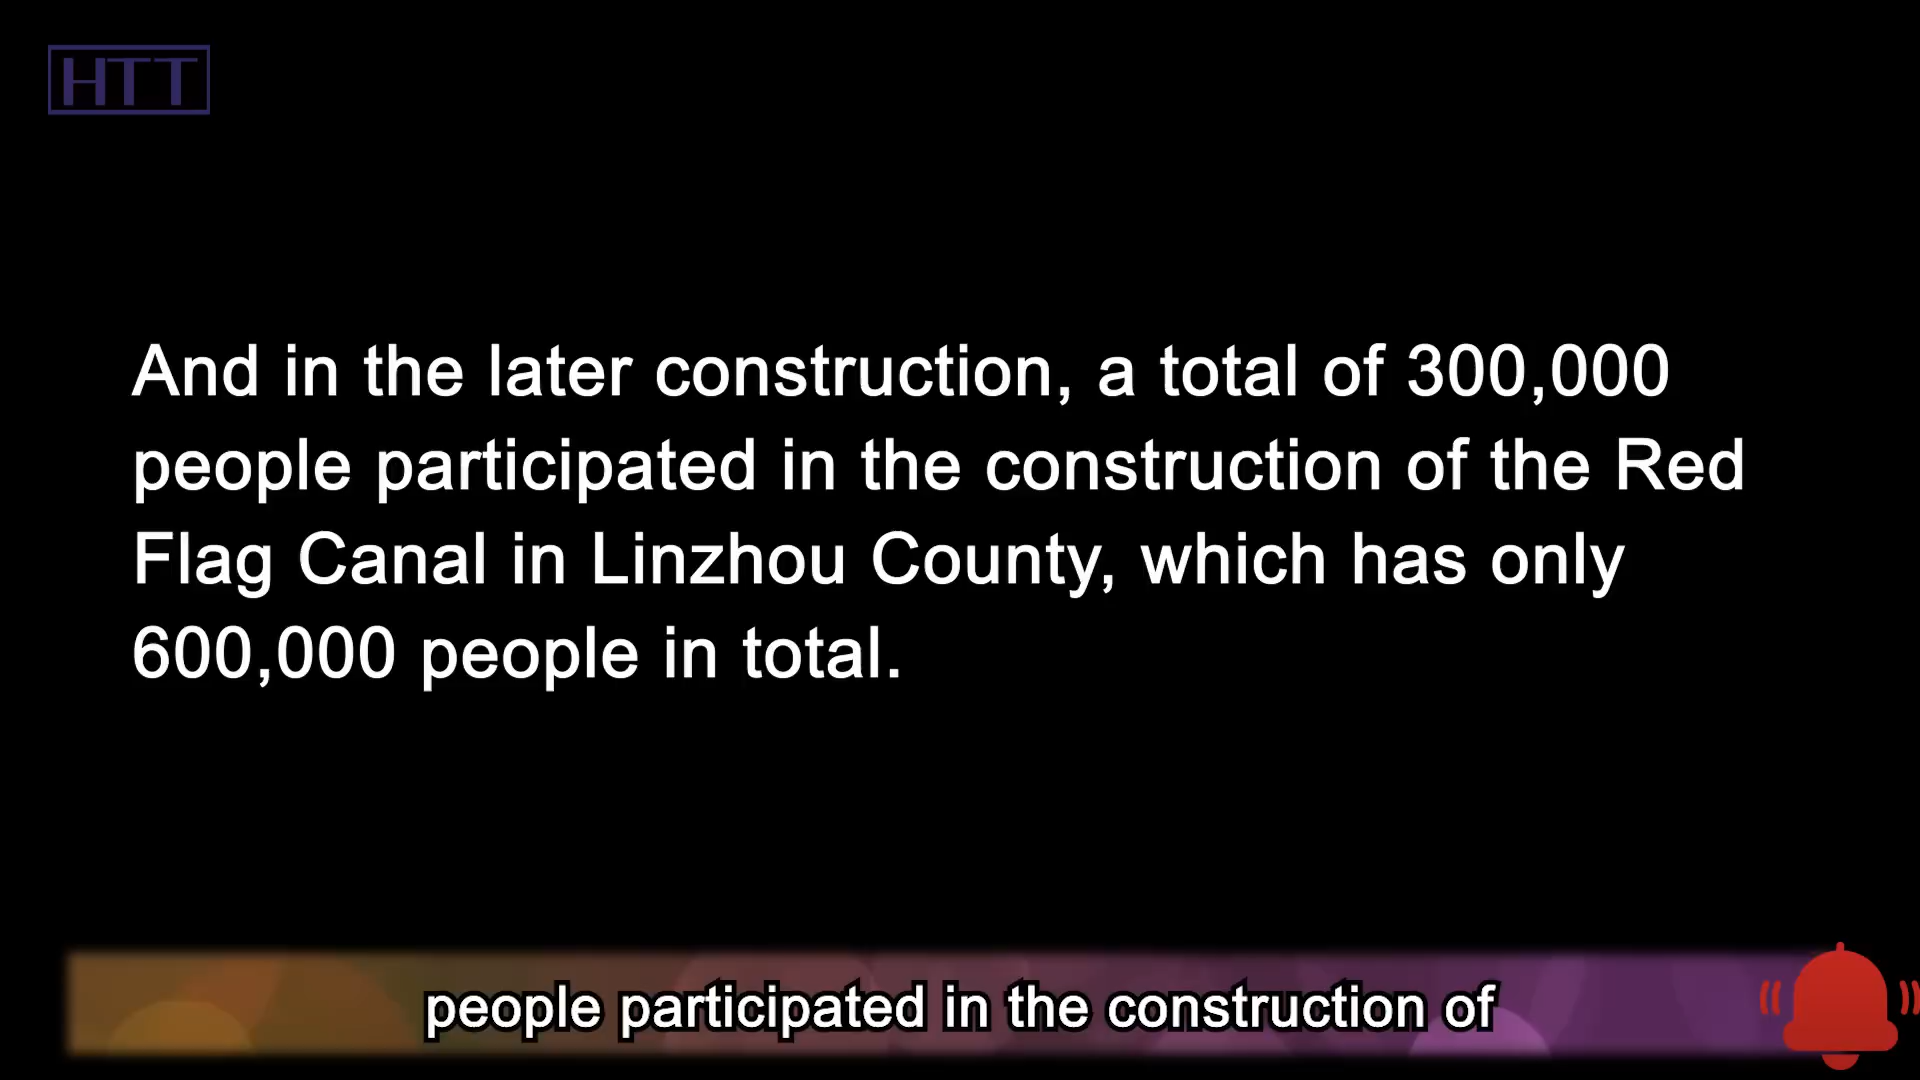 HTT
And in the later construction, a total of 300,000
people participated in the construction of the Red
Flag Canal in Linzhou County, which has only
600,000 people in total.
people participated in the construction of